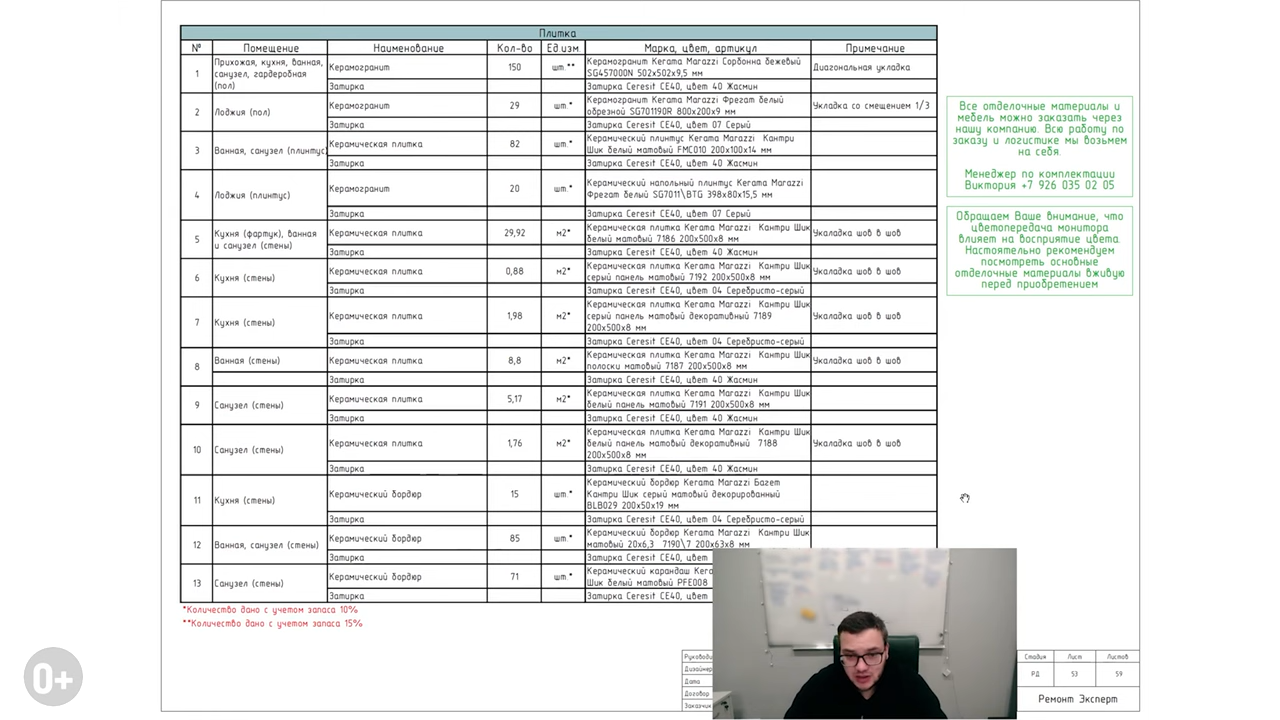 Плитка
№ Помещение Наименование Кол-во Ед.изм. Марка, цвет, артикул Примечание
1 Прихожая, кухня, ванная, санузел, гардеробная (пол) Керамогранит 150 шт.** Керамогранит Kerama Marazzi Сорбонна бежевый SG457000N 502х502х9,5 мм Диагональная укладка
Затирка Затирка Ceresit CE40, цвет 40 Жасмин
2 Лоджия (пол) Керамогранит 29 шт.* Керамогранит Kerama Marazzi Фрегат белый обрезной SG701190R 800х200х9 мм Укладка со смещением 1/3
Затирка Затирка Ceresit CE40, цвет 07 Серый
3 Ванная, санузел (плинтус) Керамическая плитка 82 шт.* Керамический плинтус Kerama Marazzi Кантри Шик белый матовый FMC010 200х100х14 мм
Затирка Затирка Ceresit CE40, цвет 40 Жасмин
4 Лоджия (плинтус) Керамогранит 20 шт.* Керамический напольный плинтус Kerama Marazzi Фрегат белый SG7011\BTG 398х80х15,5 мм
Затирка Затирка Ceresit CE40, цвет 07 Серый
5 Кухня (фартук), ванная и санузел (стены) Керамическая плитка 29,92 м2* Керамическая плитка Kerama Marazzi Кантри Шик белый матовый 7186 200х500х8 мм Укаладка шов в шов
Затирка Затирка Ceresit CE40, цвет 40 Жасмин
6 Кухня (стены) Керамическая плитка 0,88 м2* Керамическая плитка Kerama Marazzi Кантри Шик серый панель матовый 7192 200х500х8 мм Укаладка шов в шов
Затирка Затирка Ceresit CE40, цвет 04 Серебристо-серый
7 Кухня (стены) Керамическая плитка 1,98 м2* Керамическая плитка Kerama Marazzi Кантри Шик серый панель матовый декоративный 7189 200х500х8 мм Укаладка шов в шов
Затирка Затирка Ceresit CE40, цвет 04 Серебристо-серый
8 Ванная (стены) Керамическая плитка 8,8 м2* Керамическая плитка Kerama Marazzi Кантри Шик полоски матовый 7187 200х500х8 мм Укаладка шов в шов
Затирка Затирка Ceresit CE40, цвет 40 Жасмин
9 Санузел (стены) Керамическая плитка 5,17 м2* Керамическая плитка Kerama Marazzi Кантри Шик белый панель матовый 7191 200х500х8 мм
Затирка Затирка Ceresit CE40, цвет 40 Жасмин
10 Санузел (стены) Керамическая плитка 1,76 м2* Керамическая плитка Kerama Marazzi Кантри Шик белый панель матовый декоративный 7188 200х500х8 мм Укаладка шов в шов
Затирка Затирка Ceresit CE40, цвет 40 Жасмин
11 Кухня (стены) Керамический бордюр 15 шт.* Керамический бордюр Kerama Marazzi Багет Кантри Шик серый матовый декорированный BLB029 200х50х19 мм
Затирка Затирка Ceresit CE40, цвет 04 Серебристо-серый
12 Ванная, санузел (стены) Керамический бордюр 85 шт.* Керамический бордюр Kerama Marazzi Кантри Шик матовый 20х6,3 7190\7 200х63х8 мм
Затирка Затирка Ceresit CE40, цвет
13 Санузел (стены) Керамический бордюр 71 шт.* Керамический карандаш Kera Шик белый матовый PFE008
Затирка Затирка Ceresit CE40, цвет
*Количество дано с учетом запаса 10%
**Количество дано с учетом запаса 15%
Все отделочные материалы и
мебель можно заказать через
нашу компанию. Всю работу по
заказу и логистике мы возьмем
на себя.
Менеджер по комплектации
Виктория +7 926 035 02 05
Обращаем Ваше внимание, что
цветопередача монитора
влияет на восприятие цвета.
Настоятельно рекомендуем
посмотреть основные
отделочные материалы вживую
перед приобретением
0+
Руководи
Дизайнер
Дата
Договор
Заказчик
Стадия Лист Листов
РД 53 59
Ремонт Эксперт